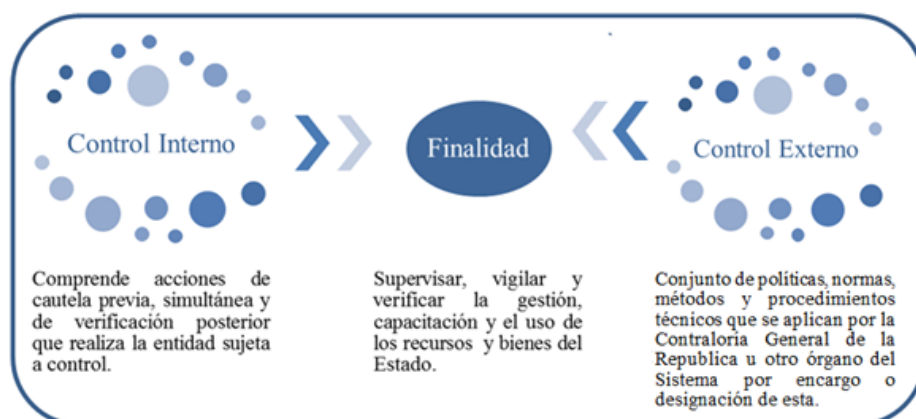 Control Interno
Finalidad
Control Externo
Comprende acciones de
cautela previa, simultánea y
de verificación posterior
que realiza la entidad sujeta
a control.
Supervisar, vigilar y
verificar la gestión,
capacitación y el uso de
los recursos y bienes del
Estado.
Conjunto de políticas, normas,
métodos y procedimientos
técnicos que se aplican por la
Contraloría General de la
Republica u otro órgano del
Sistema por encargo o
designación de esta.